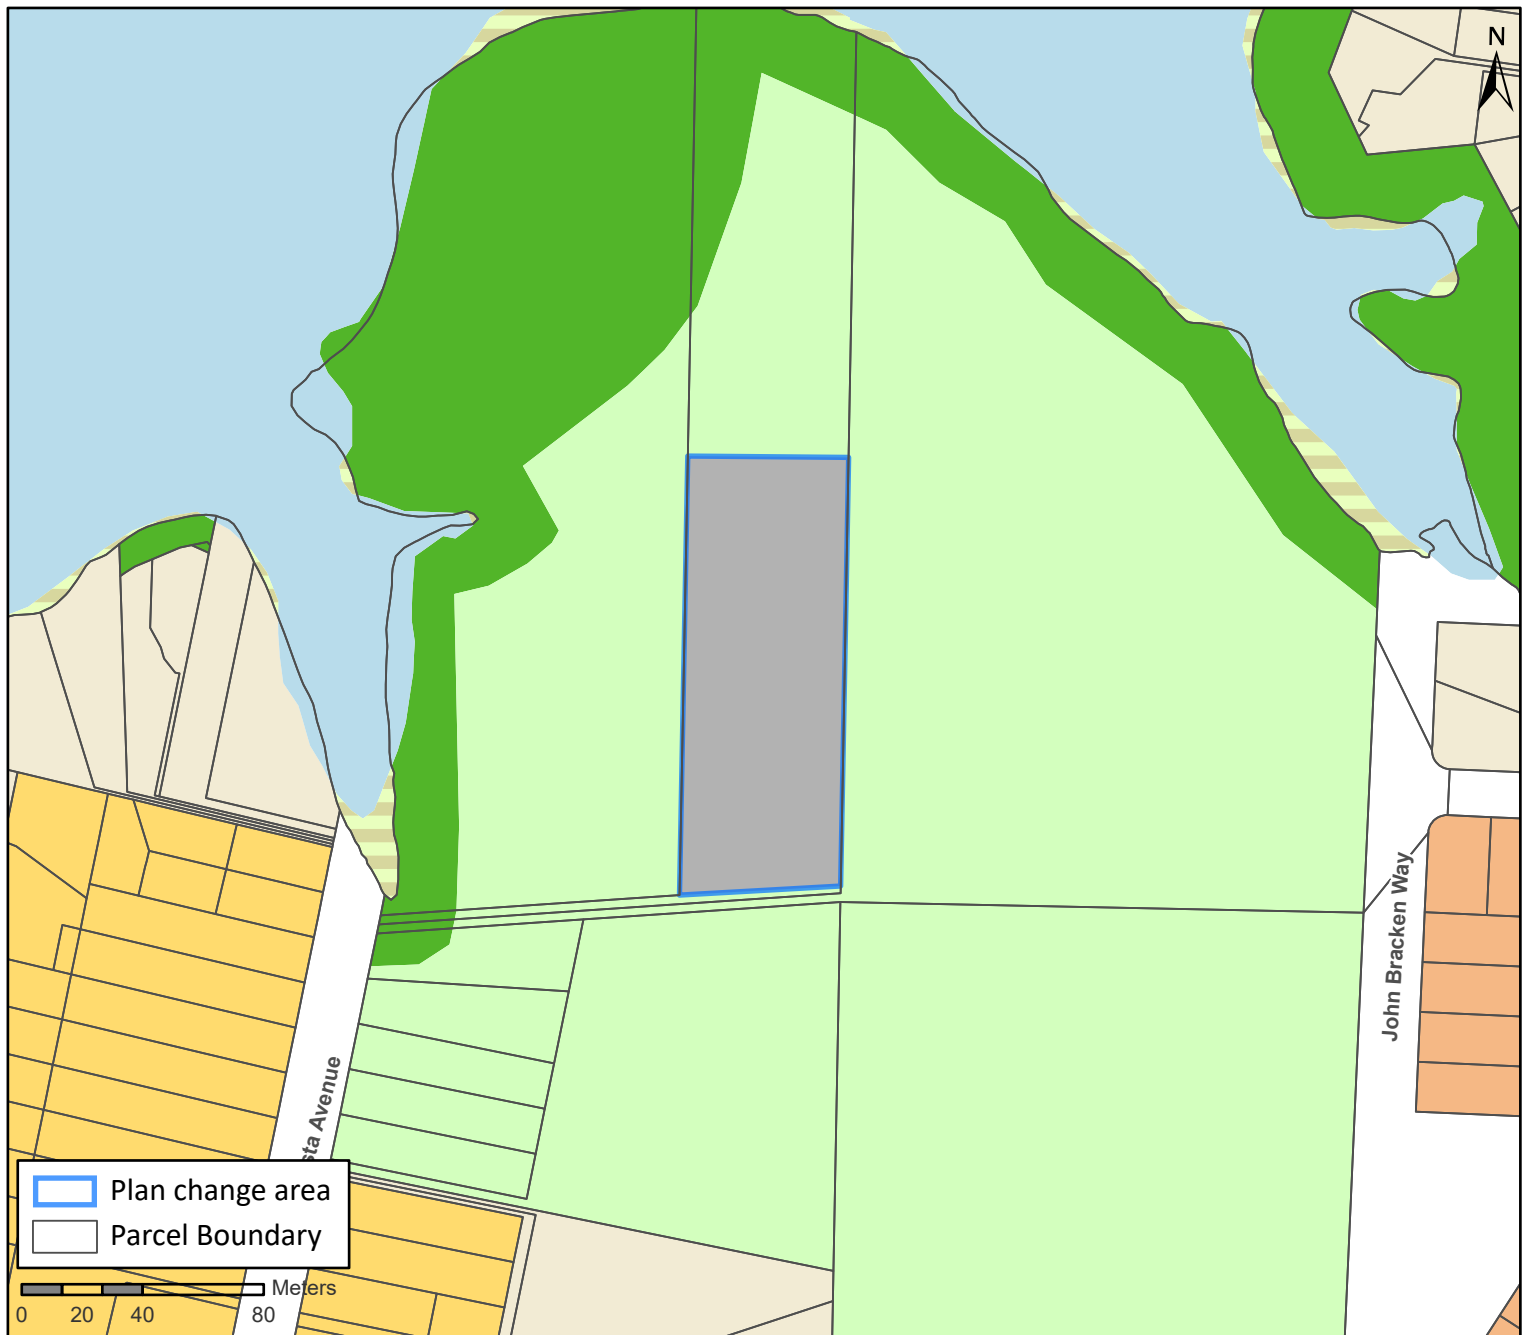 N
John Bracken Way
sta Avenue
Plan change area
Parcel Boundary
Meters
0 20 40 80